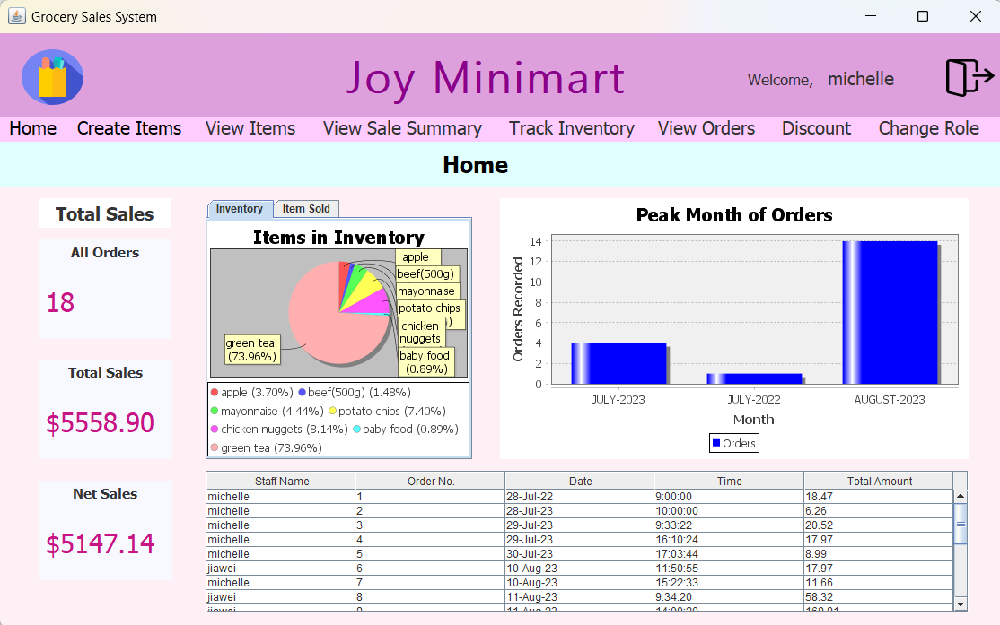 Grocery Sales System
Joy Minimart
Welcome, michelle
Home Create Items View Items View Sale Summary Track Inventory View Orders Discount Change Role
Home
Total Sales
All Orders
18
Total Sales
$5558.90
Net Sales
$5147.14
Inventory Item Sold
Items in Inventory
apple
beef(500g)
mayonnaise
potato chips
chicken
nuggets
baby food
(0.89%)
green tea
(73.96%)
apple (3.70%) beef(500g) (1.48%)
mayonnaise (4.44%) potato chips (7.40%)
chicken nuggets (8.14%) baby food (0.89%)
green tea (73.96%)
Peak Month of Orders
Orders Recorded
14
12
10
8
6
4
2
0
JULY-2023 JULY-2022 AUGUST-2023
Month
Orders
Staff Name Order No. Date Time Total Amount
michelle 1 28-Jul-22 9:00:00 18.47
michelle 2 28-Jul-23 10:00:00 6.26
michelle 3 29-Jul-23 9:33:22 20.52
michelle 4 29-Jul-23 16:10:24 17.97
michelle 5 30-Jul-23 17:03:44 8.99
jiawei 6 10-Aug-23 11:50:55 17.97
michelle 7 10-Aug-23 15:22:33 11.66
jiawei 8 11-Aug-23 9:34:20 58.32